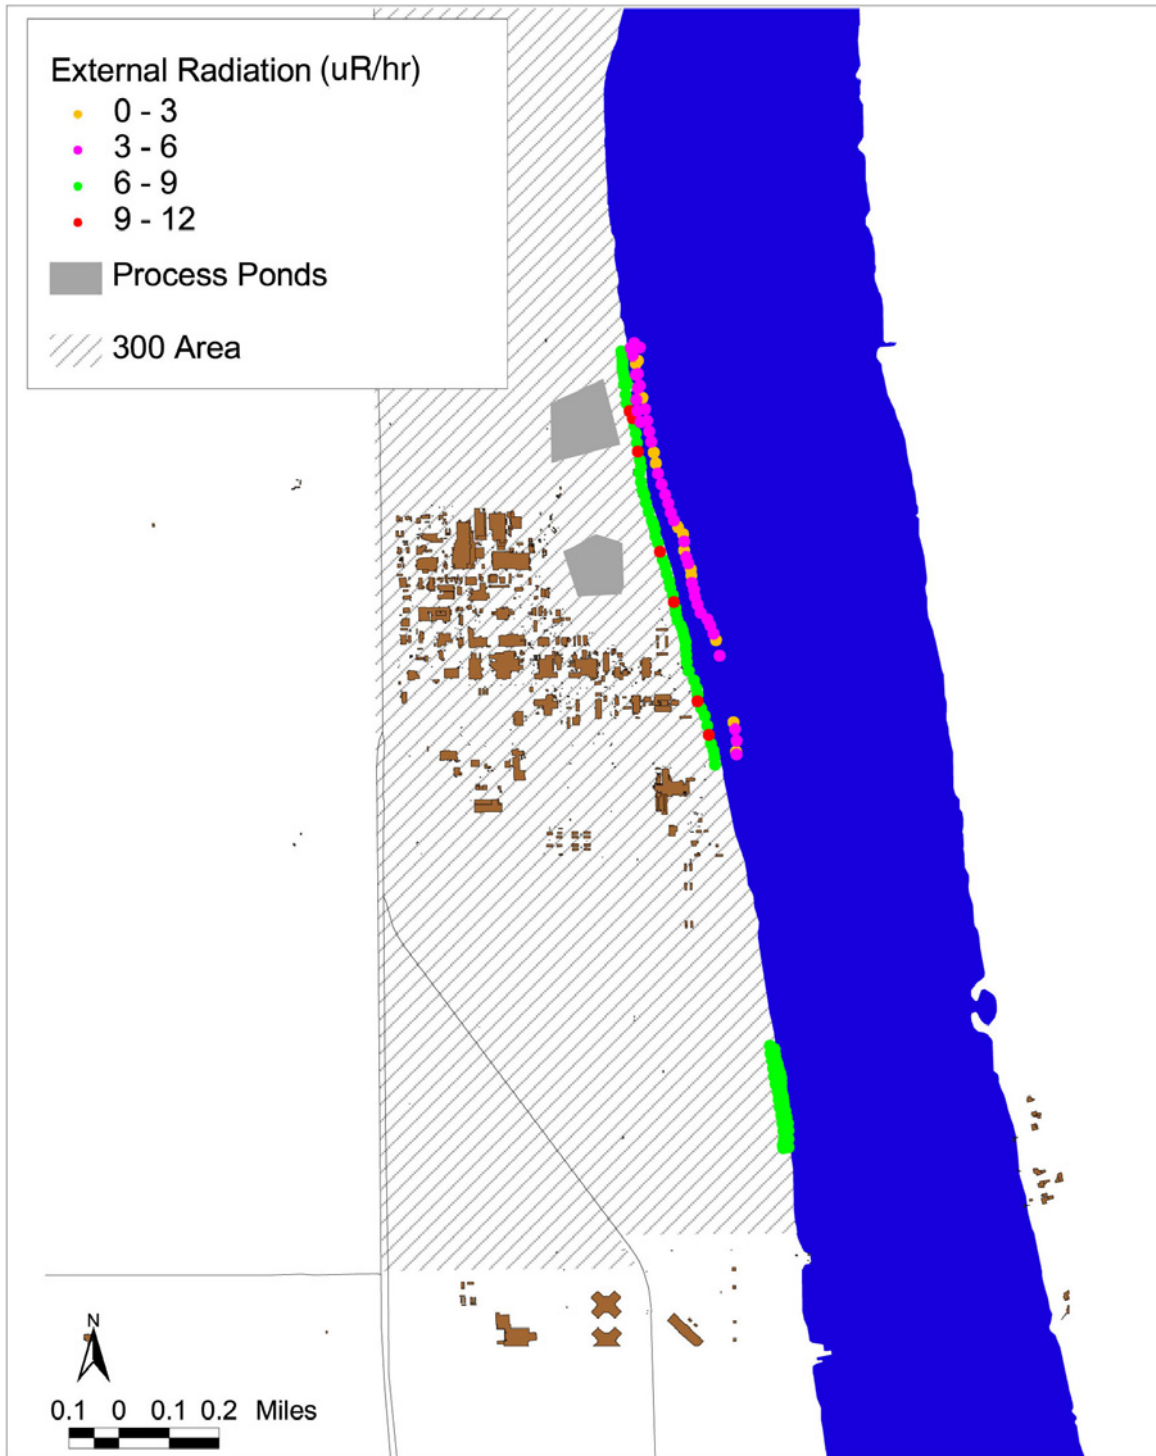 External Radiation (uR/hr)
0 - 3
3 - 6
6 - 9
9 - 12
Process Ponds
300 Area
N
0.1 0 0.1 0.2 Miles